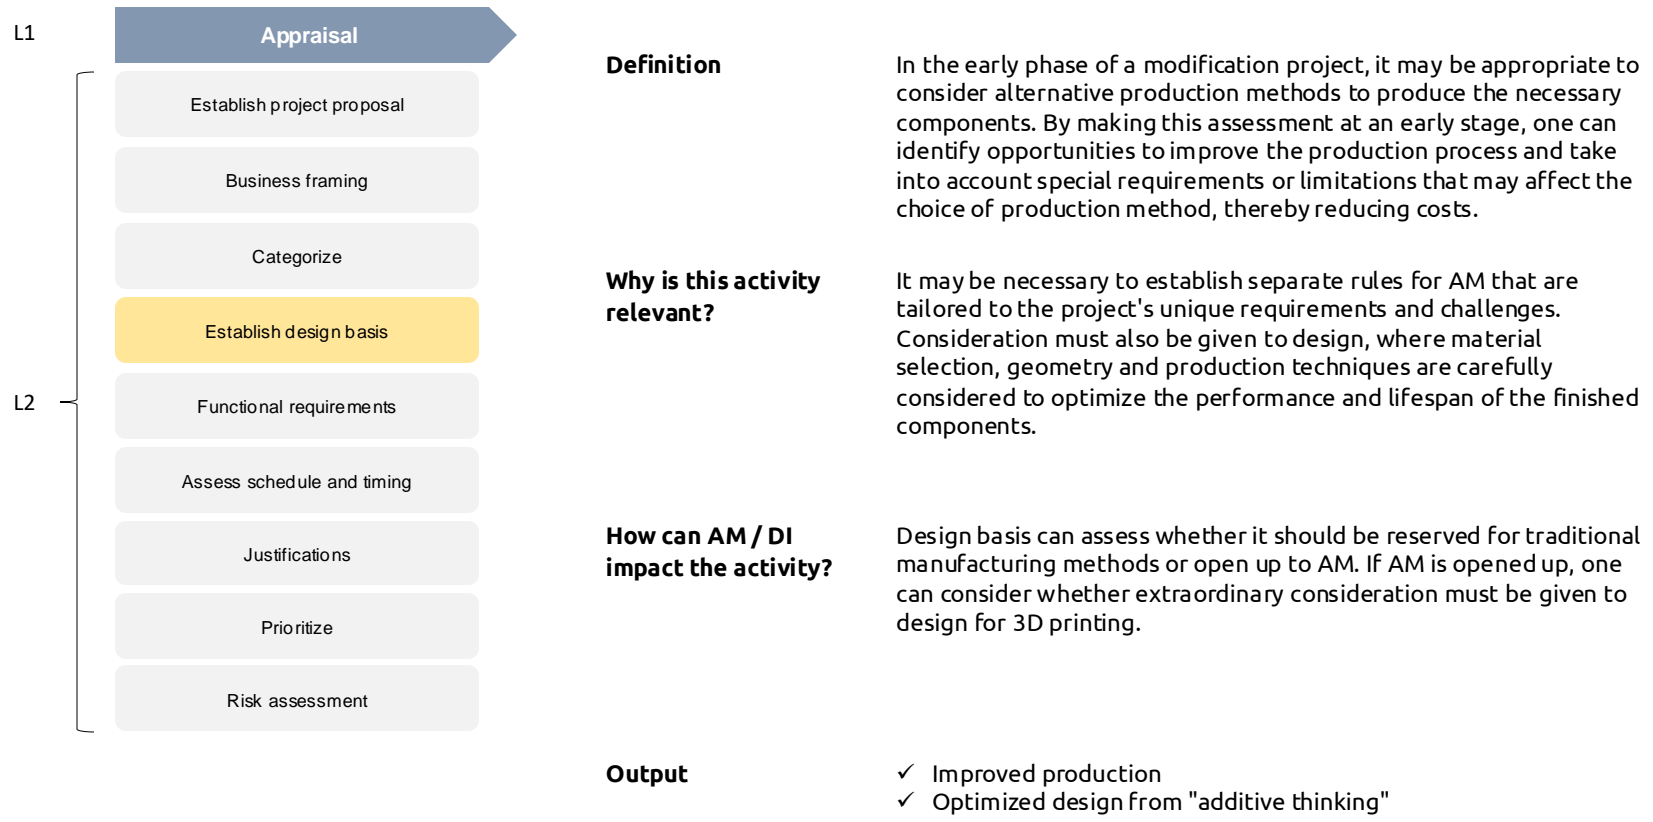 L1
Appraisal
Establish project proposal
Business framing
Categorize
Establish design basis
L2
Functional requirements
Assess schedule and timing
Justifications
Prioritize
Risk assessment
Definition
In the early phase of a modification project, it may be appropriate to
consider alternative production methods to produce the necessary
components. By making this assessment at an early stage, one can
identify opportunities to improve the production process and take
into account special requirements or limitations that may affect the
choice of production method, thereby reducing costs.
Why is this activity
relevant?
It may be necessary to establish separate rules for AM that are
tailored to the project's unique requirements and challenges.
Consideration must also be given to design, where material
selection, geometry and production techniques are carefully
considered to optimize the performance and lifespan of the finished
components.
How can AM / DI
impact the activity?
Design basis can assess whether it should be reserved for traditional
manufacturing methods or open up to AM. If AM is opened up, one
can consider whether extraordinary consideration must be given to
design for 3D printing.
Output
✓ Improved production
✓ Optimized design from "additive thinking"